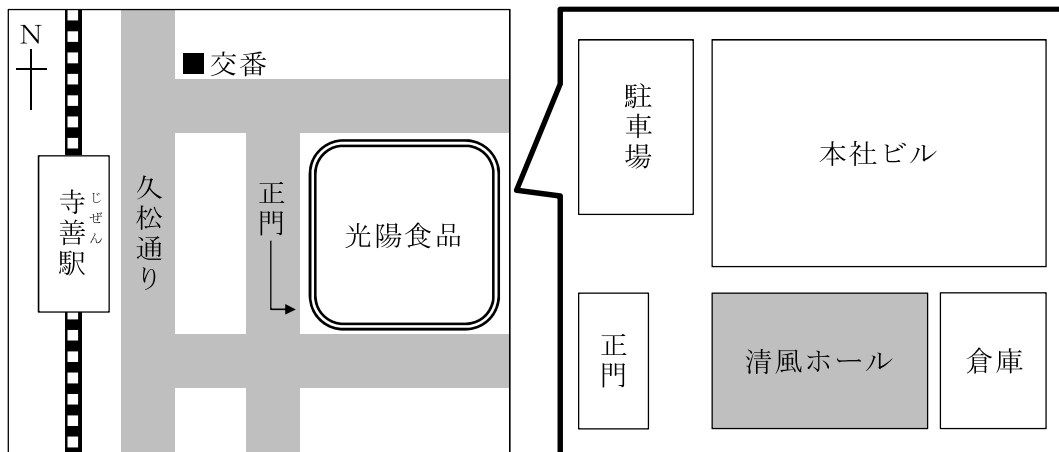 N
交番
寺善駅
じぜん
久松通り
正門
光陽食品
駐車場
本社ビル
正門
清風ホール
倉庫